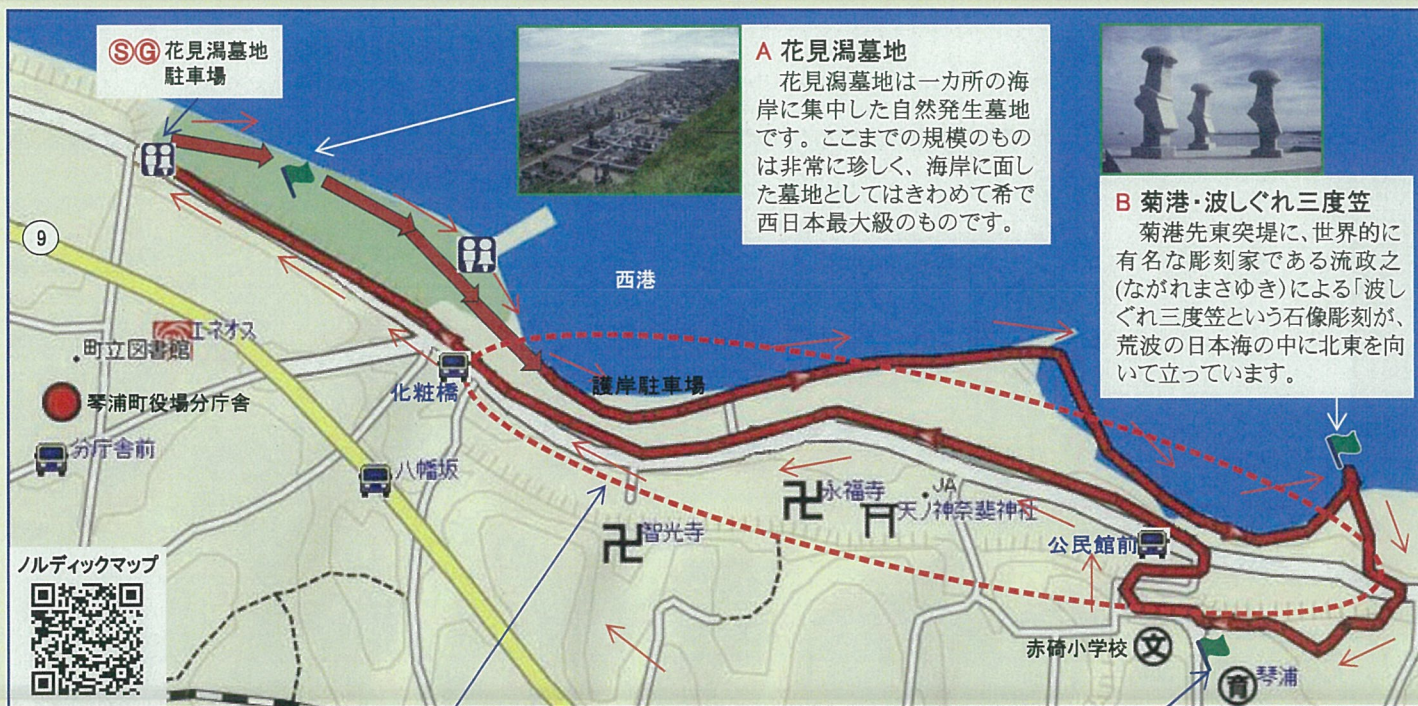 ⓈⒼ 花見潟墓地
駐車場
A 花見潟墓地
花見潟墓地は一カ所の海
岸に集中した自然発生墓地
です。ここまでの規模のもの
は非常に珍しく、海岸に面し
た墓地としてはきわめて希で
西日本最大級のものです。
B 菊港・波しぐれ三度笠
菊港先東突堤に、世界的に
有名な彫刻家である流政之
(ながれまさゆき)による「波し
ぐれ三度笠という石像彫刻が、
荒波の日本海の中に北東を向
いて立っています。
9
西港
エネオス
町立図書館
琴浦町役場分庁舎
分庁舎前
化粧橋
八幡坂
護岸駐車場
永福寺
JA
天ノ神奈斐神社
智光寺
公民館前
赤碕小学校
文
育
琴浦
ノルディックマップ